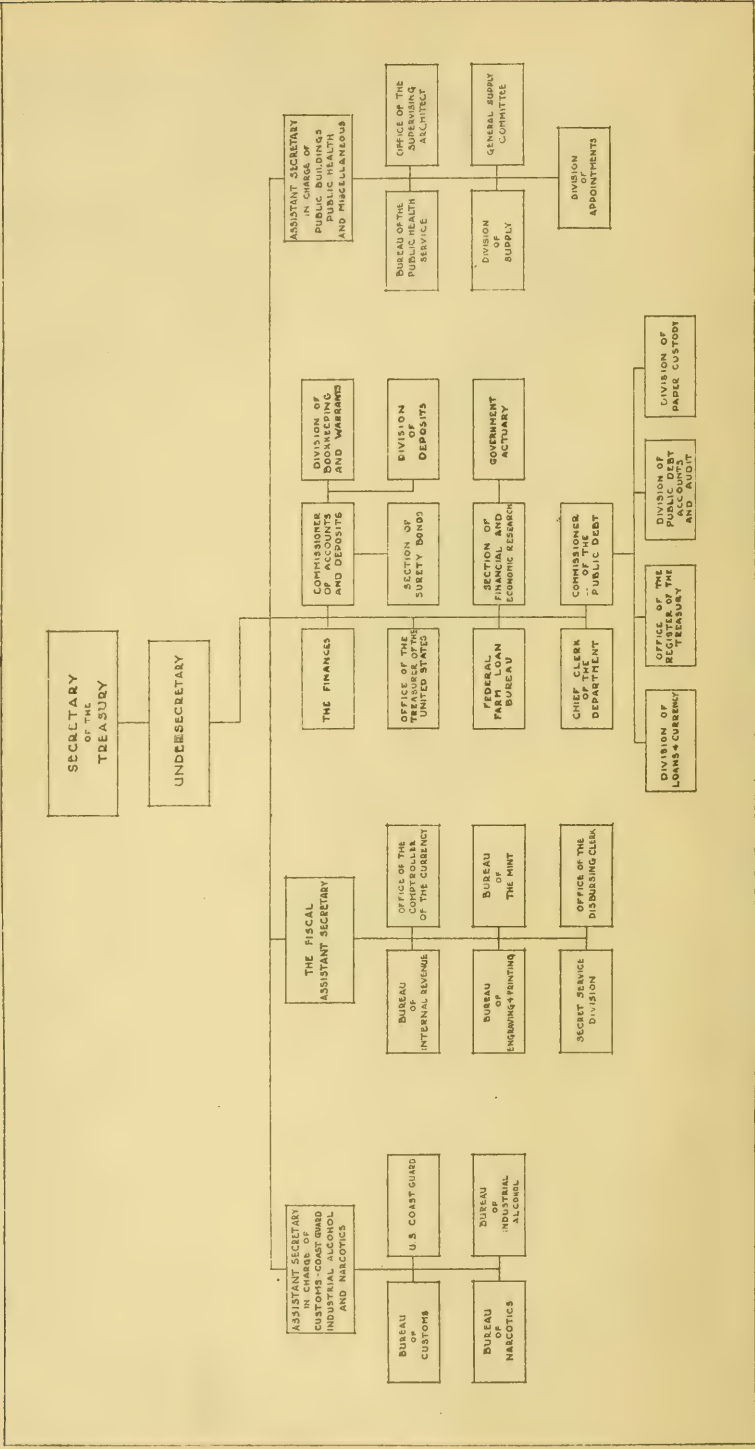 SECRETARY
OF THE
TREASURY
UNDERSECRETARY
ASSISTANT SECRETARY
IN CHARGE OF
CUSTOMS-COAST GUARD
INDUSTRIAL ALCOHOL
AND NARCOTICS
BUREAU
OF
CUSTOMS
U.S COAST GUARD
BUREAU
OF
NARCOTICS
BUREAU
OF
INDUSTRIAL
ALCOHOL
THE FISCAL
ASSISTANT SECRETARY
BUREAU
OF
INTERNAL REVENUE
OFFICE OF THE
COMPTROLLER
OF THE CURRENCY
BUREAU
OF
ENGRAVING & PRINTING
BUREAU
OF
THE MINT
SECRET SERVICE
DIVISION
OFFICE OF THE
DISBURSING CLERK
THE FINANCES
COMMISSIONER
OF ACCOUNTS
AND DEPOSITS
DIVISION OF
BOOKKEEPING
AND WARRANTS
OFFICE OF THE
TREASURER OF THE
UNITED STATES
SECTION OF
SURETY BONDS
DIVISION
OF
DEPOSITS
FEDERAL
FARM LOAN
BUREAU
SECTION OF
FINANCIAL AND
ECONOMIC RESEARCH
GOVERNMENT
ACTUARY
CHIEF CLERK
OF THE
DEPARTMENT
COMMISSIONER
OF THE
PUBLIC DEBT
DIVISION OF
LOANS & CURRENCY
OFFICE OF THE
REGISTER OF THE
TREASURY
DIVISION OF
PUBLIC DEBT
ACCOUNTS
AND AUDIT
DIVISION OF
PAPER CUSTODY
ASSISTANT SECRETARY
IN CHARGE OF
PUBLIC BUILDINGS
PUBLIC HEALTH
AND MISCELLANEOUS
BUREAU OF THE
PUBLIC HEALTH
SERVICE
OFFICE OF THE
SUPERVISING
ARCHITECT
DIVISION
OF
SUPPLY
GENERAL SUPPLY
COMMITTEE
DIVISION
OF
APPOINTMENTS